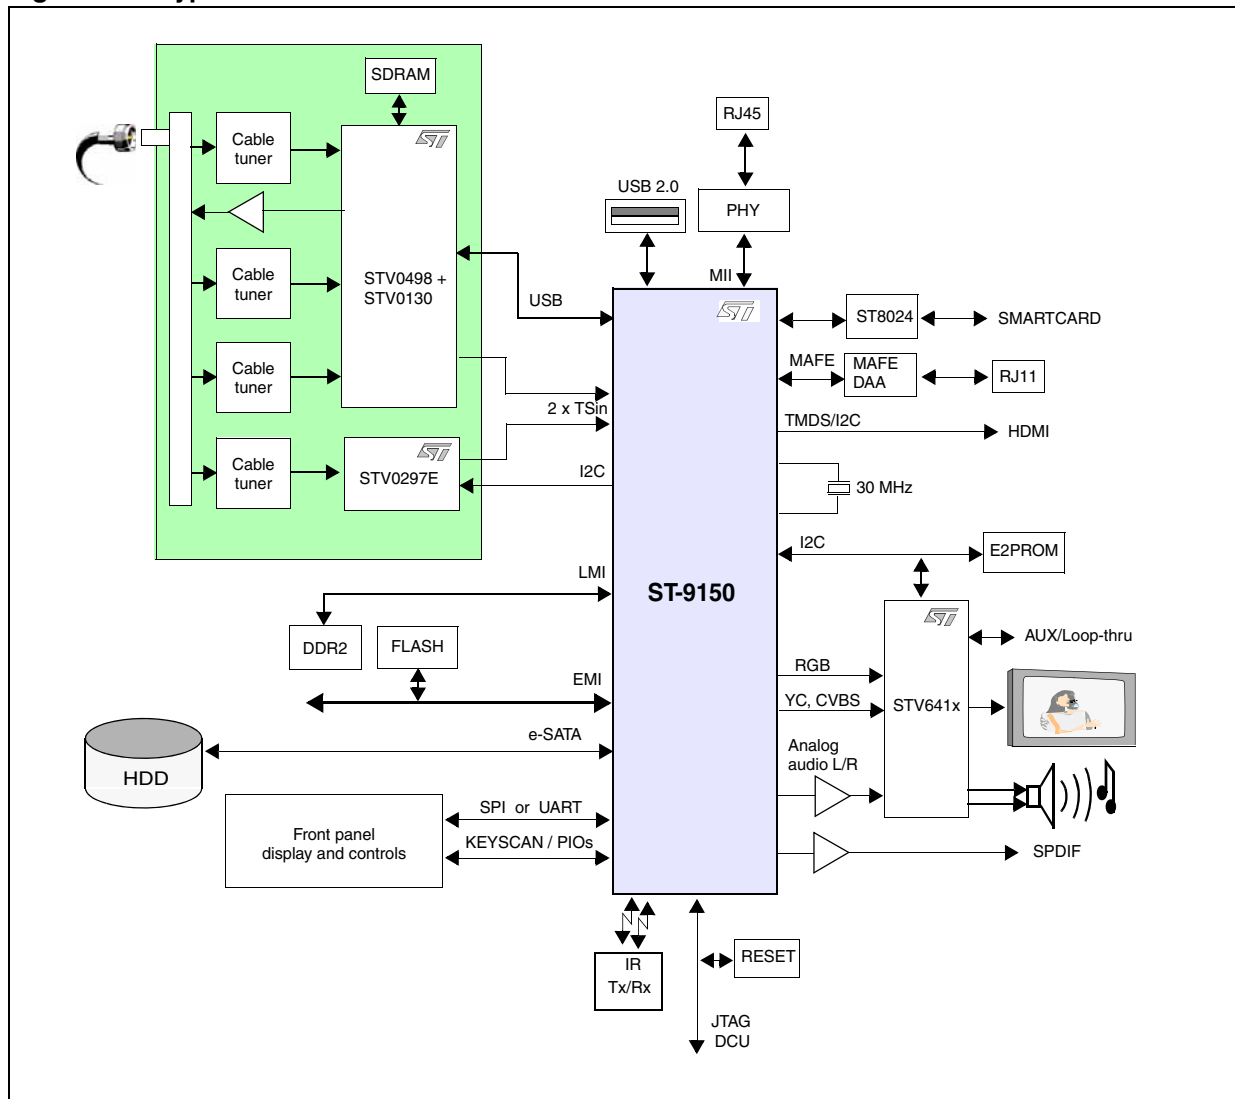 SDRAM
RJ45
Cable
tuner
USB 2.0
PHY
Cable
tuner
STV0498 +
STV0130
MII
USB
ST8024
SMARTCARD
Cable
tuner
MAFE
MAFE
DAA
RJ11
2 x TSin
TMDS/I2C
HDMI
Cable
tuner
STV0297E
I2C
30 MHz
I2C
E2PROM
LMI
ST-9150
DDR2
FLASH
AUX/Loop-thru
RGB
EMI
YC, CVBS
STV641x
e-SATA
Analog
audio L/R
HDD
SPI or UART
Front panel
display and controls
KEYSCAN / PIOs
SPDIF
IR
Tx/Rx
RESET
JTAG
DCU